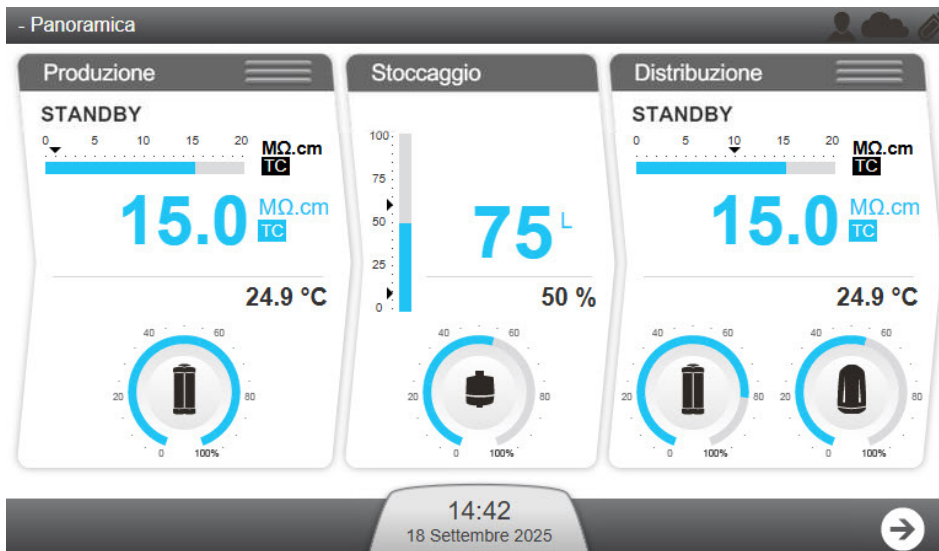 - Panoramica
Produzione
STANDBY
0 5 10 15 20
MΩ.cm
TC
15.0 MΩ.cm
TC
24.9 °C
40 60
20 80
0 100%
Stoccaggio
100
75
50
25
0
75 L
50 %
40 60
20 80
0 100%
Distribuzione
STANDBY
0 5 10 15 20
MΩ.cm
TC
15.0 MΩ.cm
TC
24.9 °C
40 60
20 80
0 100%
40 60
20 80
0 100%
14:42
18 Settembre 2025